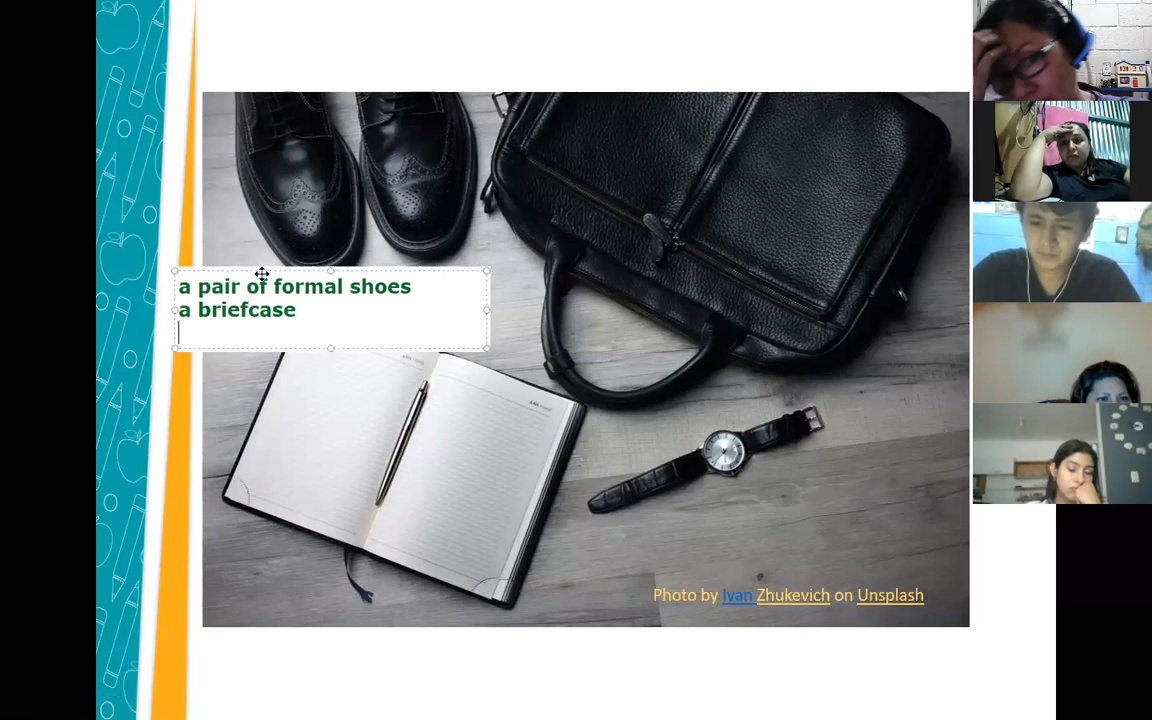 a pair of formal shoes
a briefcase
Photo by Ivan Zhukevich on Unsplash